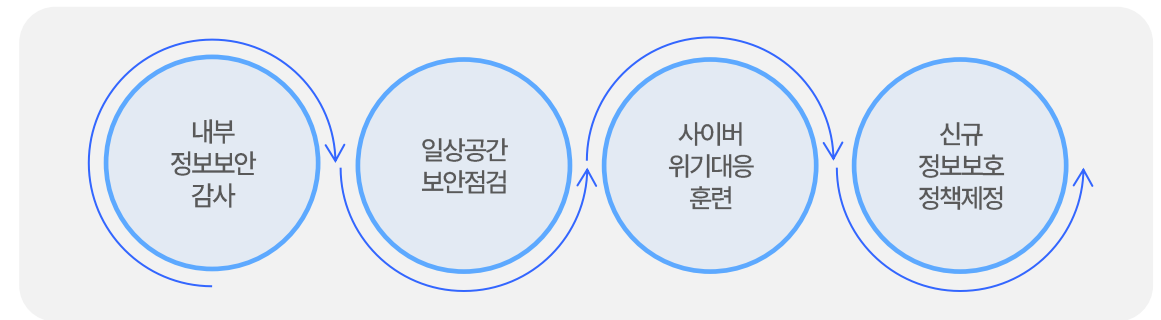 내부
정보보안
감사
일상공간
보안점검
사이버
위기대응
훈련
신규
정보보호
정책제정